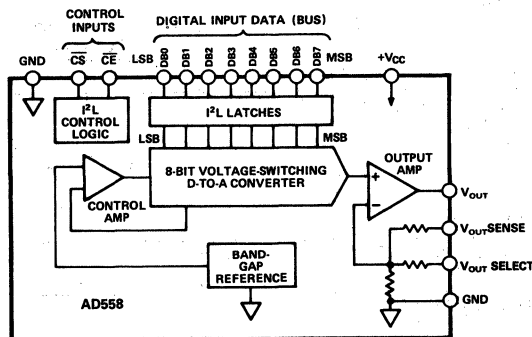 CONTROL
INPUTS
DIGITAL INPUT DATA (BUS)
GND
CS
CE
LSB
DB0
DB1
DB2
DB3
DB4
DB5
DB6
DB7
MSB
+VCC
I²L
CONTROL
LOGIC
I²L LATCHES
LSB
MSB
8-BIT VOLTAGE-SWITCHING
D-TO-A CONVERTER
CONTROL
AMP
OUTPUT
AMP
+
−
VOUT
VOUT SENSE
VOUT SELECT
GND
BAND-
GAP
REFERENCE
AD558